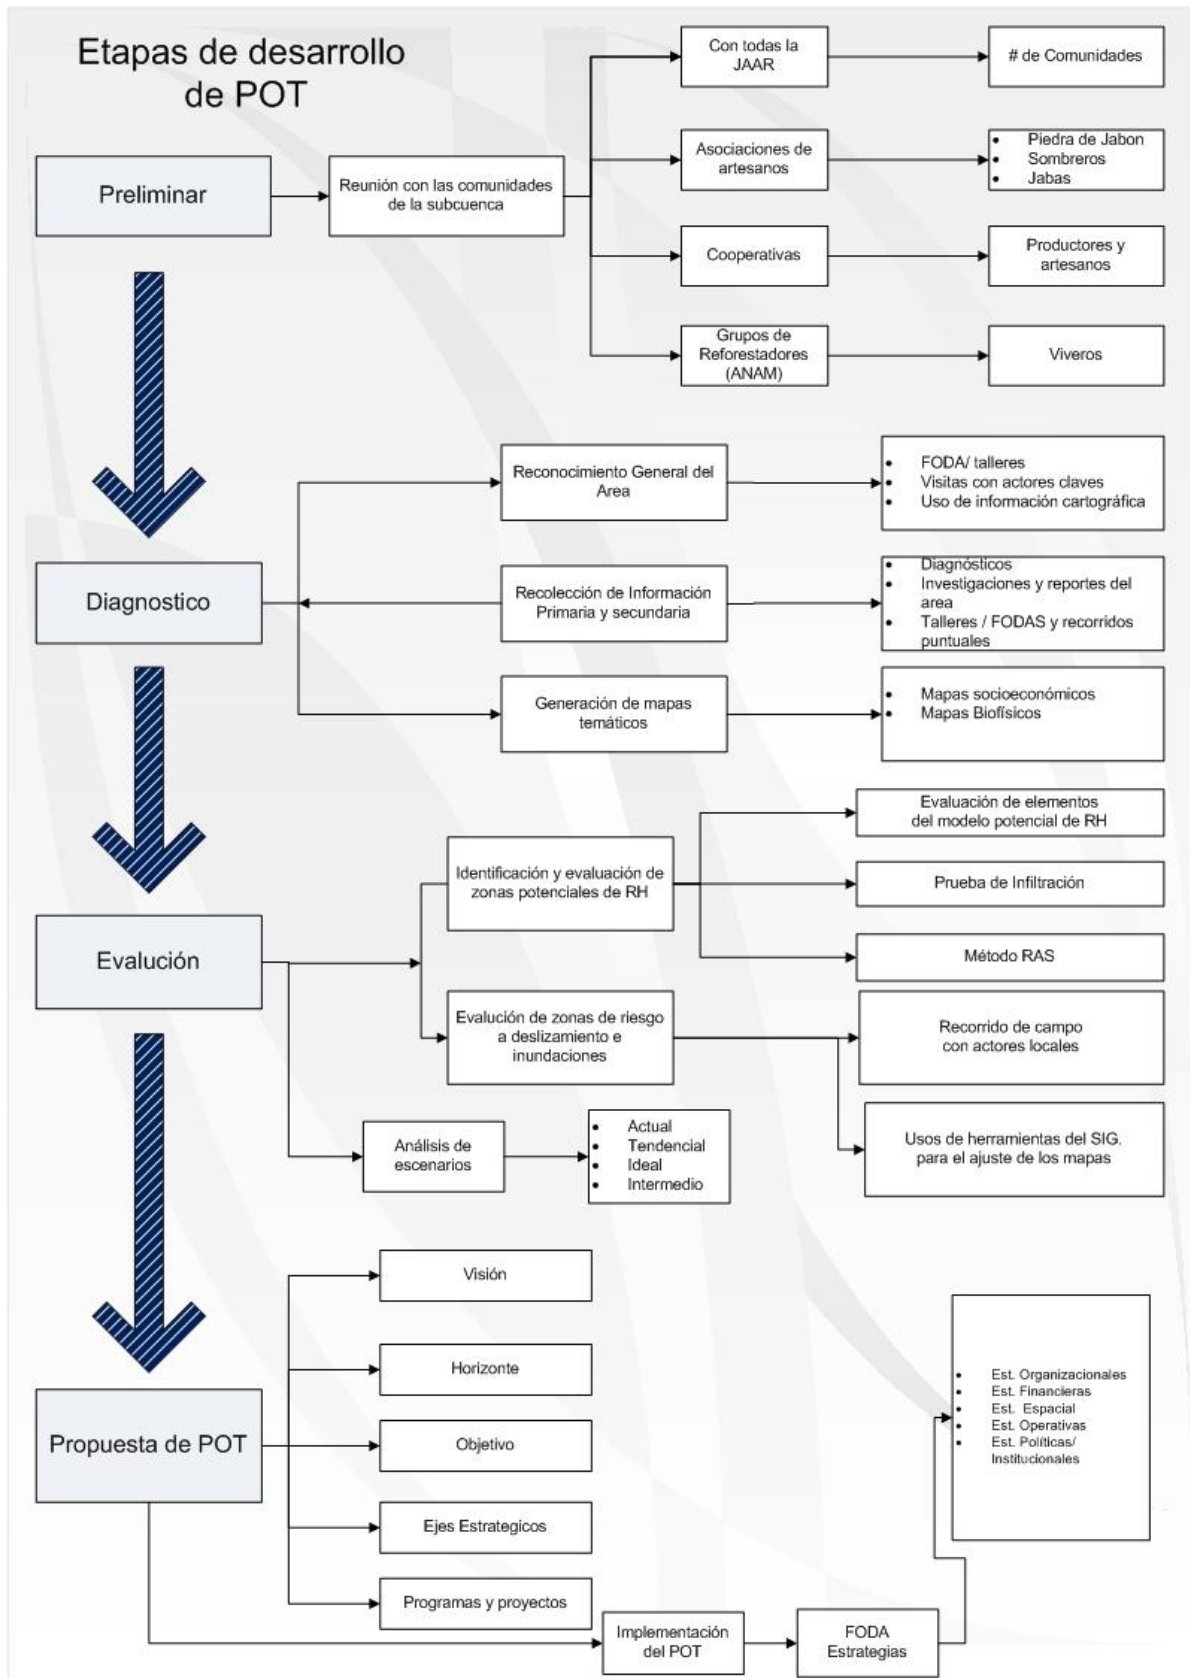 Etapas de desarrollo
de POT
Preliminar
Reunión con las comunidades
de la subcuenca
Con todas la
JAAR
# de Comunidades
Asociaciones de
artesanos
• Piedra de Jabon
• Sombreros
• Jabas
Cooperativas
Productores y
artesanos
Grupos de
Reforestadores
(ANAM)
Viveros
Diagnostico
Reconocimiento General del
Area
• FODA/ talleres
• Visitas con actores claves
• Uso de información cartográfica
Recolección de Información
Primaria y secundaria
• Diagnósticos
• Investigaciones y reportes del
area
• Talleres / FODAS y recorridos
puntuales
Generación de mapas
temáticos
• Mapas socioeconómicos
• Mapas Biofísicos
Evalución
Identificación y evaluación de
zonas potenciales de RH
Evaluación de elementos
del modelo potencial de RH
Prueba de Infiltración
Método RAS
Evalución de zonas de riesgo
a deslizamiento e
inundaciones
Recorrido de campo
con actores locales
Usos de herramientas del SIG.
para el ajuste de los mapas
Análisis de
escenarios
• Actual
• Tendencial
• Ideal
• Intermedio
Propuesta de POT
Visión
Horizonte
Objetivo
Ejes Estrategicos
Programas y proyectos
Implementación
del POT
FODA
Estrategias
• Est. Organizacionales
• Est. Financieras
• Est. Espacial
• Est. Operativas
• Est. Políticas/
Institucionales